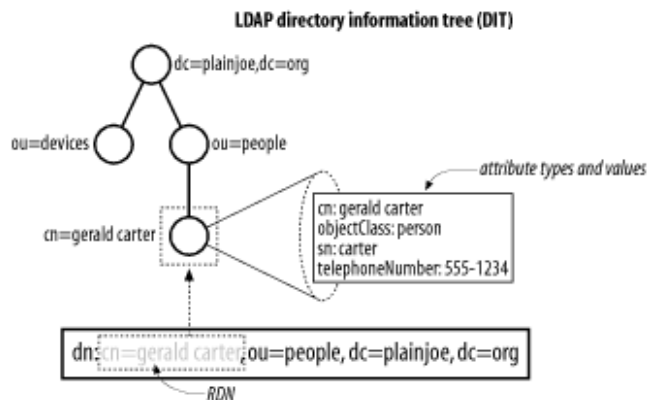 LDAP directory information tree (DIT)
dc=plainjoe,dc=org
ou=devices
ou=people
attribute types and values
cn: gerald carter
objectClass: person
sn: carter
telephoneNumber: 555-1234
cn=gerald carter
dn: cn=gerald carter, ou=people, dc=plainjoe, dc=org
RDN